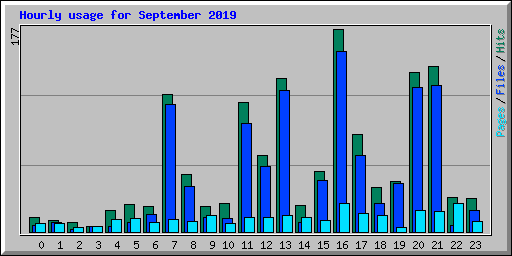 Hourly usage for September 2019
177
Pages/Files/Hits
0 1 2 3 4 5 6 7 8 9 10 11 12 13 14 15 16 17 18 19 20 21 22 23